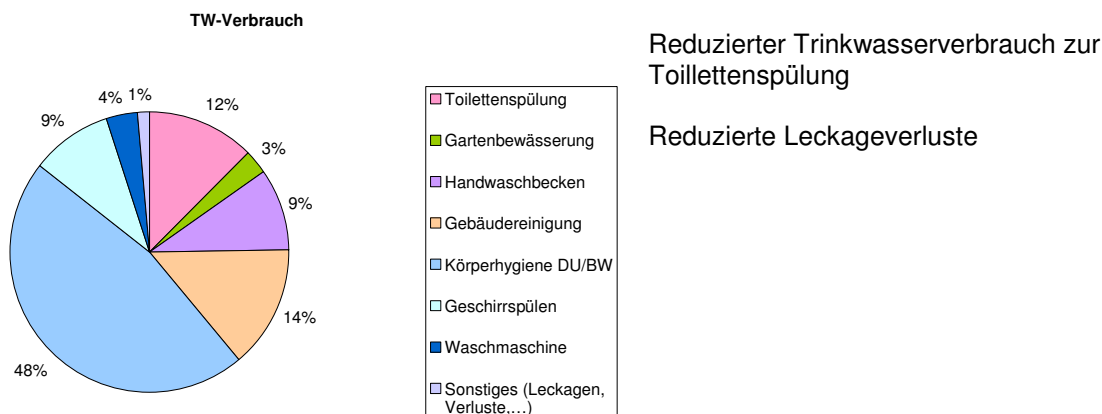 TW-Verbrauch
12%
3%
9%
14%
48%
9%
4%
1%
Toilettenspülung
Gartenbewässerung
Handwaschbecken
Gebäudereinigung
Körperhygiene DU/BW
Geschirrspülen
Waschmaschine
Sonstiges (Leckagen,
Verluste,...)
Reduzierter Trinkwasserverbrauch zur
Toillettenspülung
Reduzierte Leckageverluste